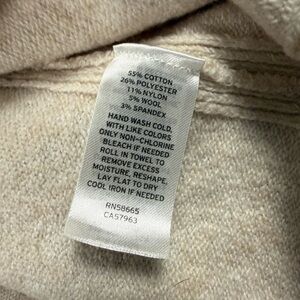 55% COTTON
26% POLYESTER
11% NYLON
5% WOOL
3% SPANDEX
HAND WASH COLD,
WITH LIKE COLORS
ONLY NON-CHLORINE
BLEACH IF NEEDED
ROLL IN TOWEL TO
REMOVE EXCESS
MOISTURE, RESHAPE,
LAY FLAT TO DRY
COOL IRON IF NEEDED
RN58665
CA57963